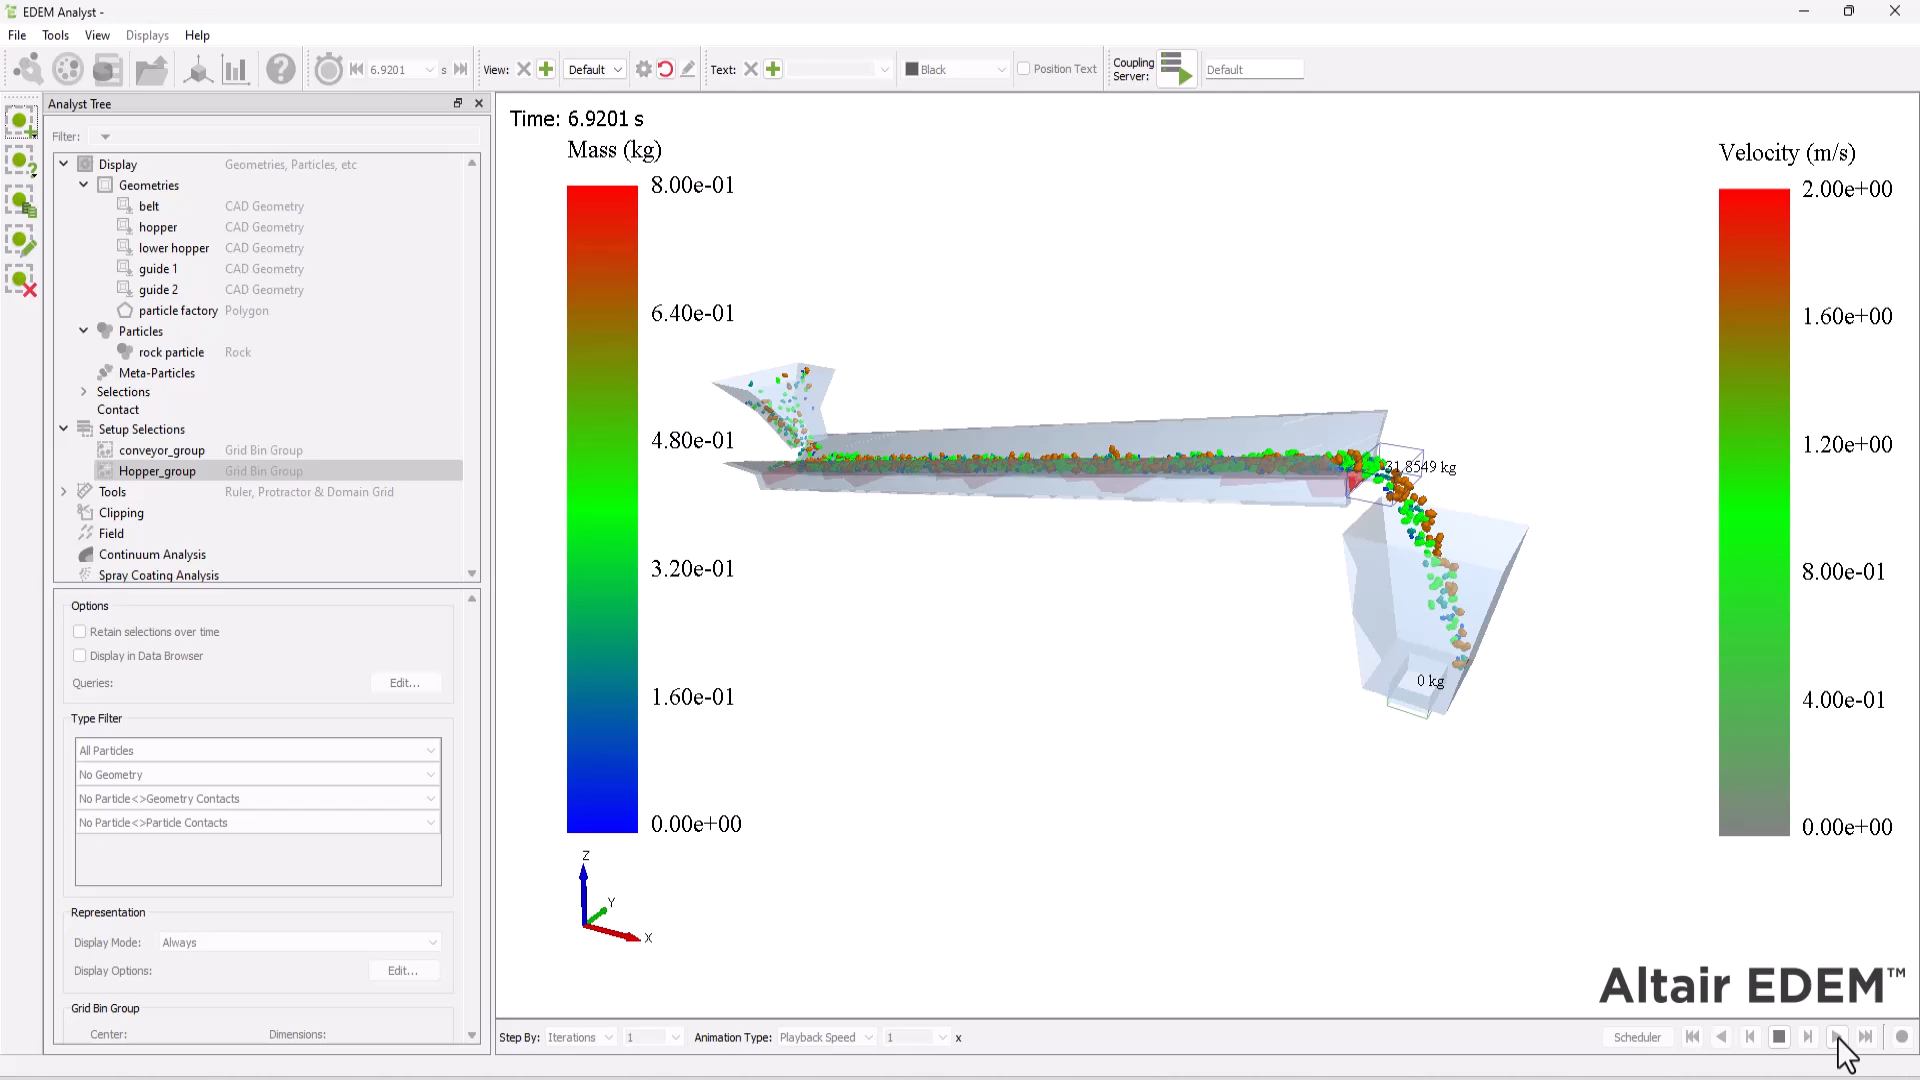 EDEM Analyst -
File Tools View Displays Help
6.9201 s View: Default Text: Black Position Text Coupling Server: Default
Analyst Tree
Filter:
Display Geometries, Particles, etc
Geometries
belt CAD Geometry
hopper CAD Geometry
lower hopper CAD Geometry
guide 1 CAD Geometry
guide 2 CAD Geometry
particle factory Polygon
Particles
rock particle Rock
Meta-Particles
Selections
Contact
Setup Selections
conveyor_group Grid Bin Group
Hopper_group Grid Bin Group
Tools Ruler, Protractor & Domain Grid
Clipping
Field
Continuum Analysis
Spray Coating Analysis
Options
Retain selections over time
Display in Data Browser
Queries: Edit...
Type Filter
All Particles
No Geometry
No Particle<>Geometry Contacts
No Particle<>Particle Contacts
Representation
Display Mode: Always
Display Options: Edit...
Grid Bin Group
Center: Dimensions:
Time: 6.9201 s
Mass (kg)
8.00e-01
6.40e-01
4.80e-01
3.20e-01
1.60e-01
0.00e+00
Z
Y
X
31.8549 kg
0 kg
Velocity (m/s)
2.00e+00
1.60e+00
1.20e+00
8.00e-01
4.00e-01
0.00e+00
Altair EDEM™
Step By: Iterations 1 Animation Type: Playback Speed 1 x Scheduler